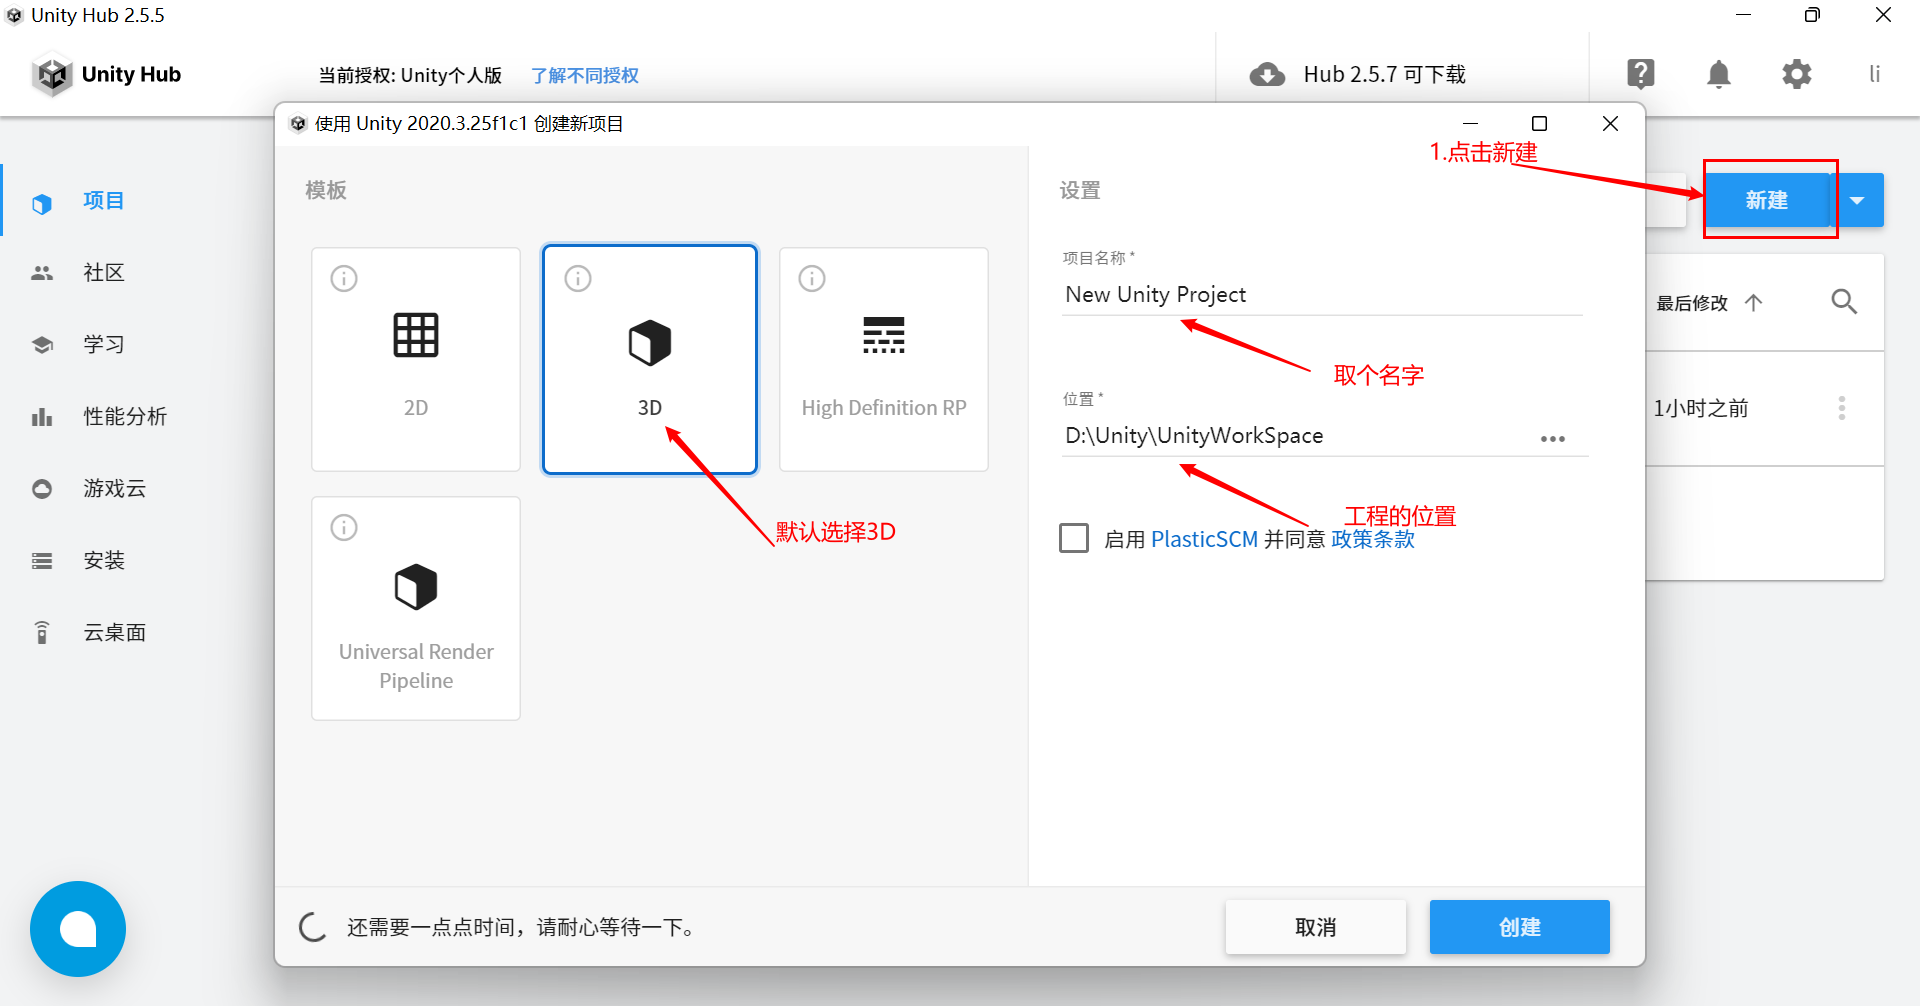 Unity Hub 2.5.5
Unity Hub
当前授权: Unity个人版
了解不同授权
Hub 2.5.7 可下载
li
使用 Unity 2020.3.25f1c1 创建新项目
1.点击新建
新建
项目
社区
学习
性能分析
游戏云
安装
云桌面
模板
2D
3D
High Definition RP
默认选择3D
Universal Render
Pipeline
设置
项目名称 *
New Unity Project
取个名字
位置 *
D:\Unity\UnityWorkSpace
工程的位置
启用 PlasticSCM 并同意 政策条款
最后修改
1小时之前
还需要一点点时间，请耐心等待一下。
取消
创建